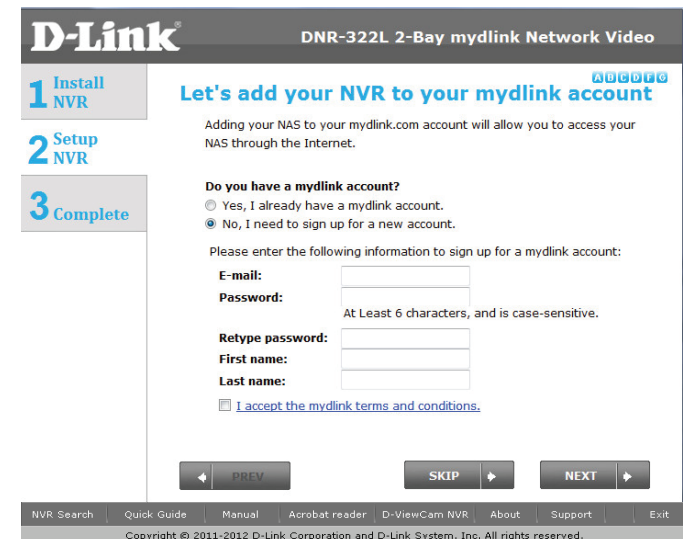 D-Link
DNR-322L 2-Bay mydlink Network Video
1 Install NVR
2 Setup NVR
3 Complete
A B C D E F G
Let's add your NVR to your mydlink account
Adding your NAS to your mydlink.com account will allow you to access your
NAS through the Internet.
Do you have a mydlink account?
Yes, I already have a mydlink account.
No, I need to sign up for a new account.
Please enter the following information to sign up for a mydlink account:
E-mail:
Password:
At Least 6 characters, and is case-sensitive.
Retype password:
First name:
Last name:
I accept the mydlink terms and conditions.
PREV SKIP NEXT
NVR Search Quick Guide Manual Acrobat reader D-ViewCam NVR About Support Exit
Copyright © 2011-2012 D-Link Corporation and D-Link System, Inc. All rights reserved.